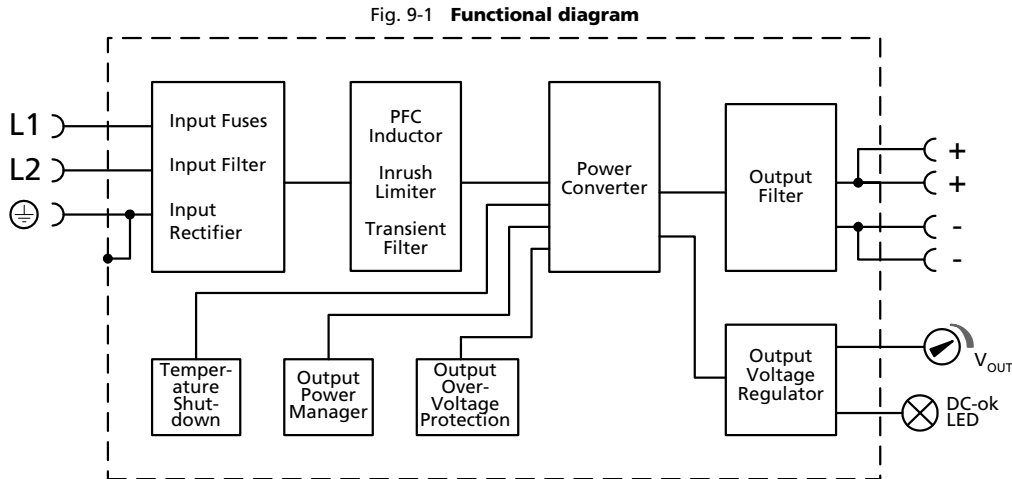 Fig. 9-1 Functional diagram
L1
L2
Input Fuses
Input Filter
Input
Rectifier
PFC
Inductor
Inrush
Limiter
Transient
Filter
Power
Converter
Output
Filter
+
+
-
-
Temper-
ature
Shut-
down
Output
Power
Manager
Output
Over-
Voltage
Protection
Output
Voltage
Regulator
VOUT
DC-ok
LED